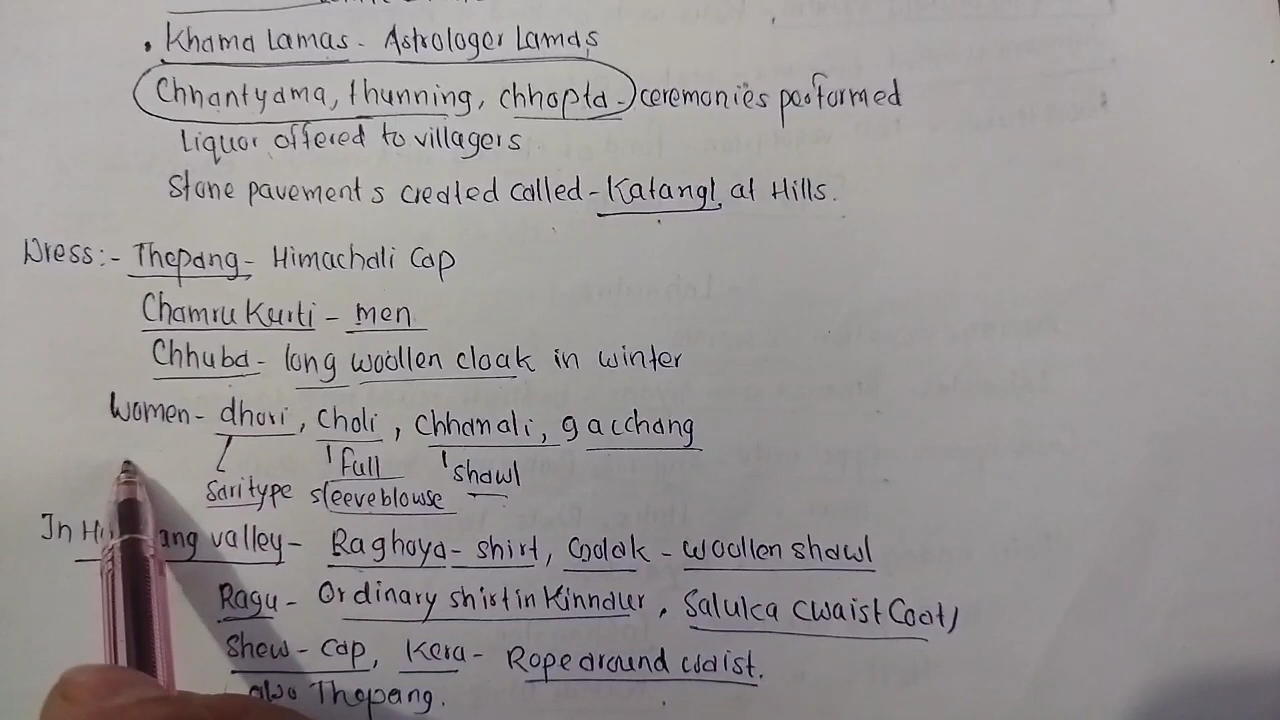 • Khama Lamas - Astrologer Lamas
Chhantyama, thunning, chhopta - ceremonies performed
Liquor offered to villagers
Stone pavements created called - Katangl at Hills.
Dress:- Thepang - Himachali Cap
Chamru Kurti - men
Chhuba - long woollen cloak in winter
Women - dhori, choli, Chhanali, gacchang
Sari type full sleeve blouse shawl
In valley - Raghoya - shirt, - woollen shawl
Ragu - Ordinary shirt in Kinnaur, Saluka (waist Coat)
Shew - cap, Kera - Rope around waist.
also Thepang.